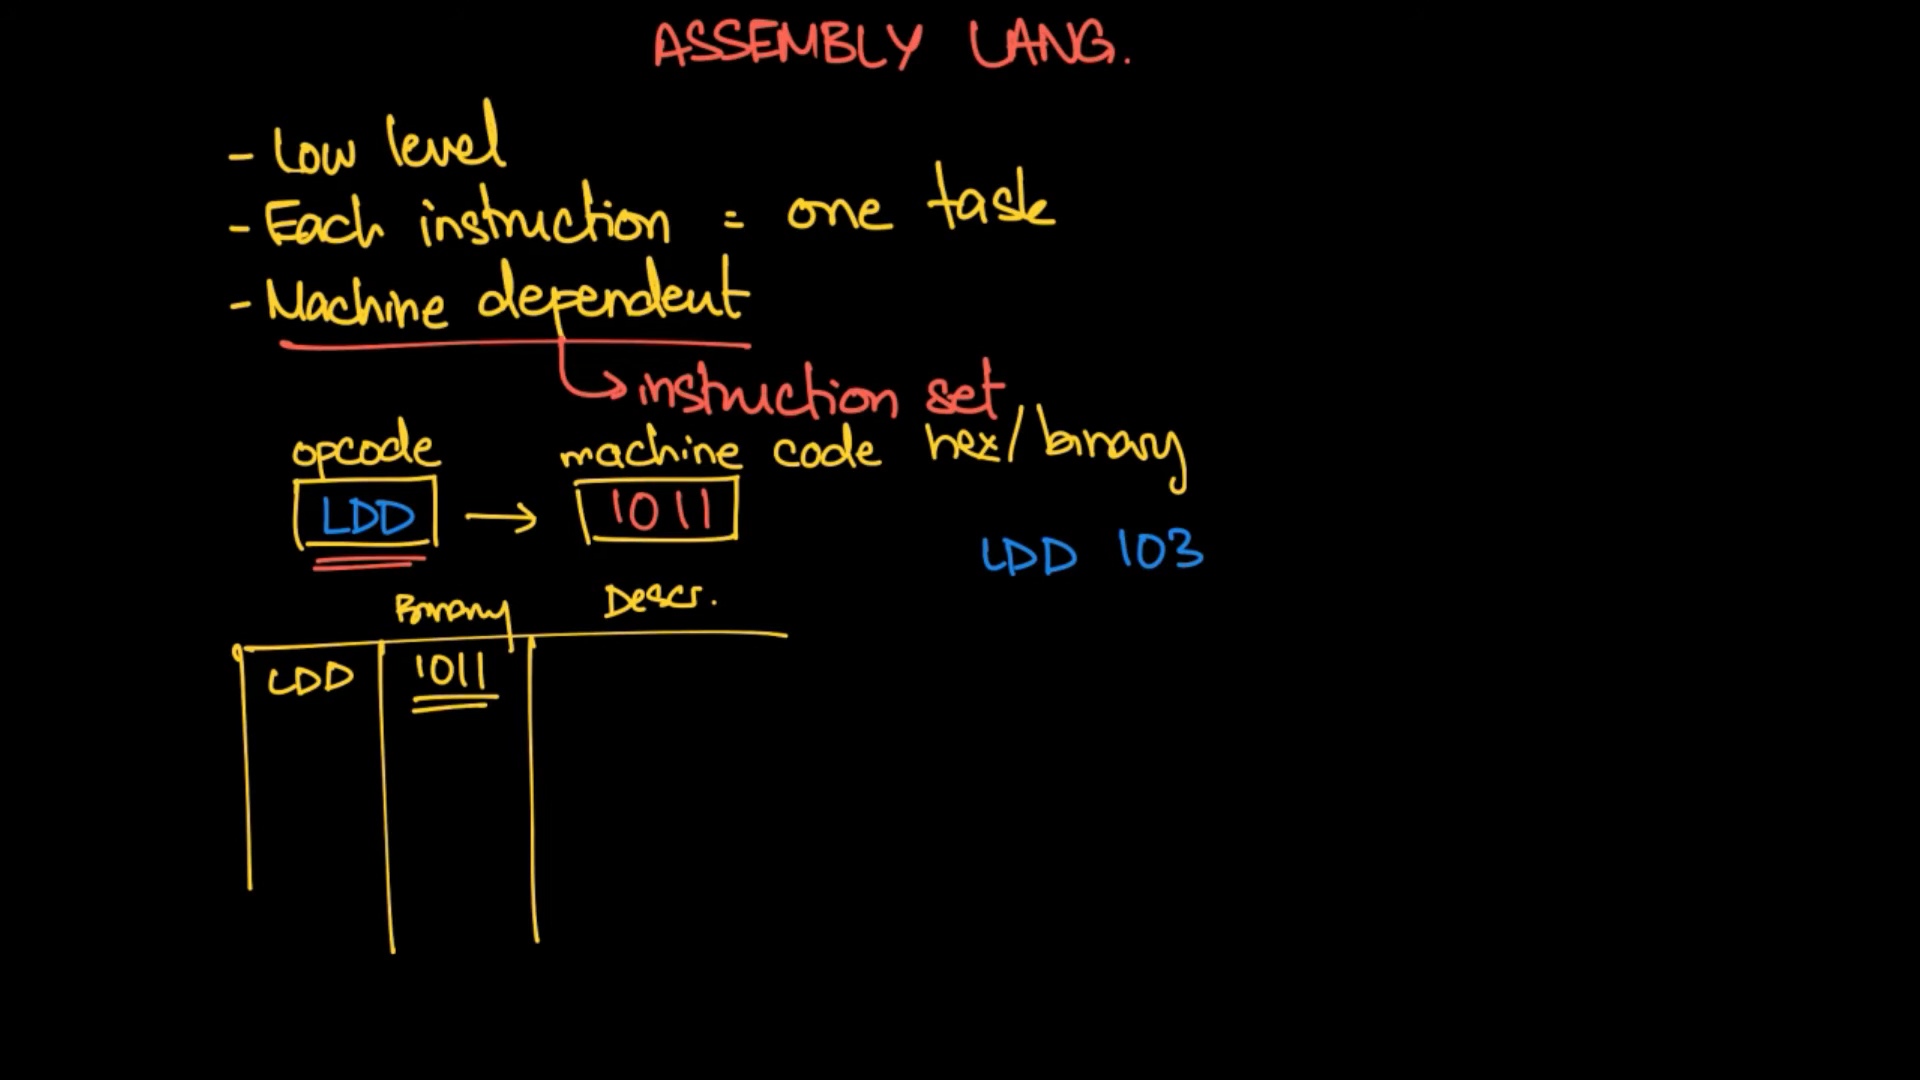 ASSEMBLY LANG.
- Low level
- Each instruction = one task
- Machine dependent
instruction set
opcode machine code hex/binary
LDD → 1011
LDD 103
Binary Descr.
LDD 1011